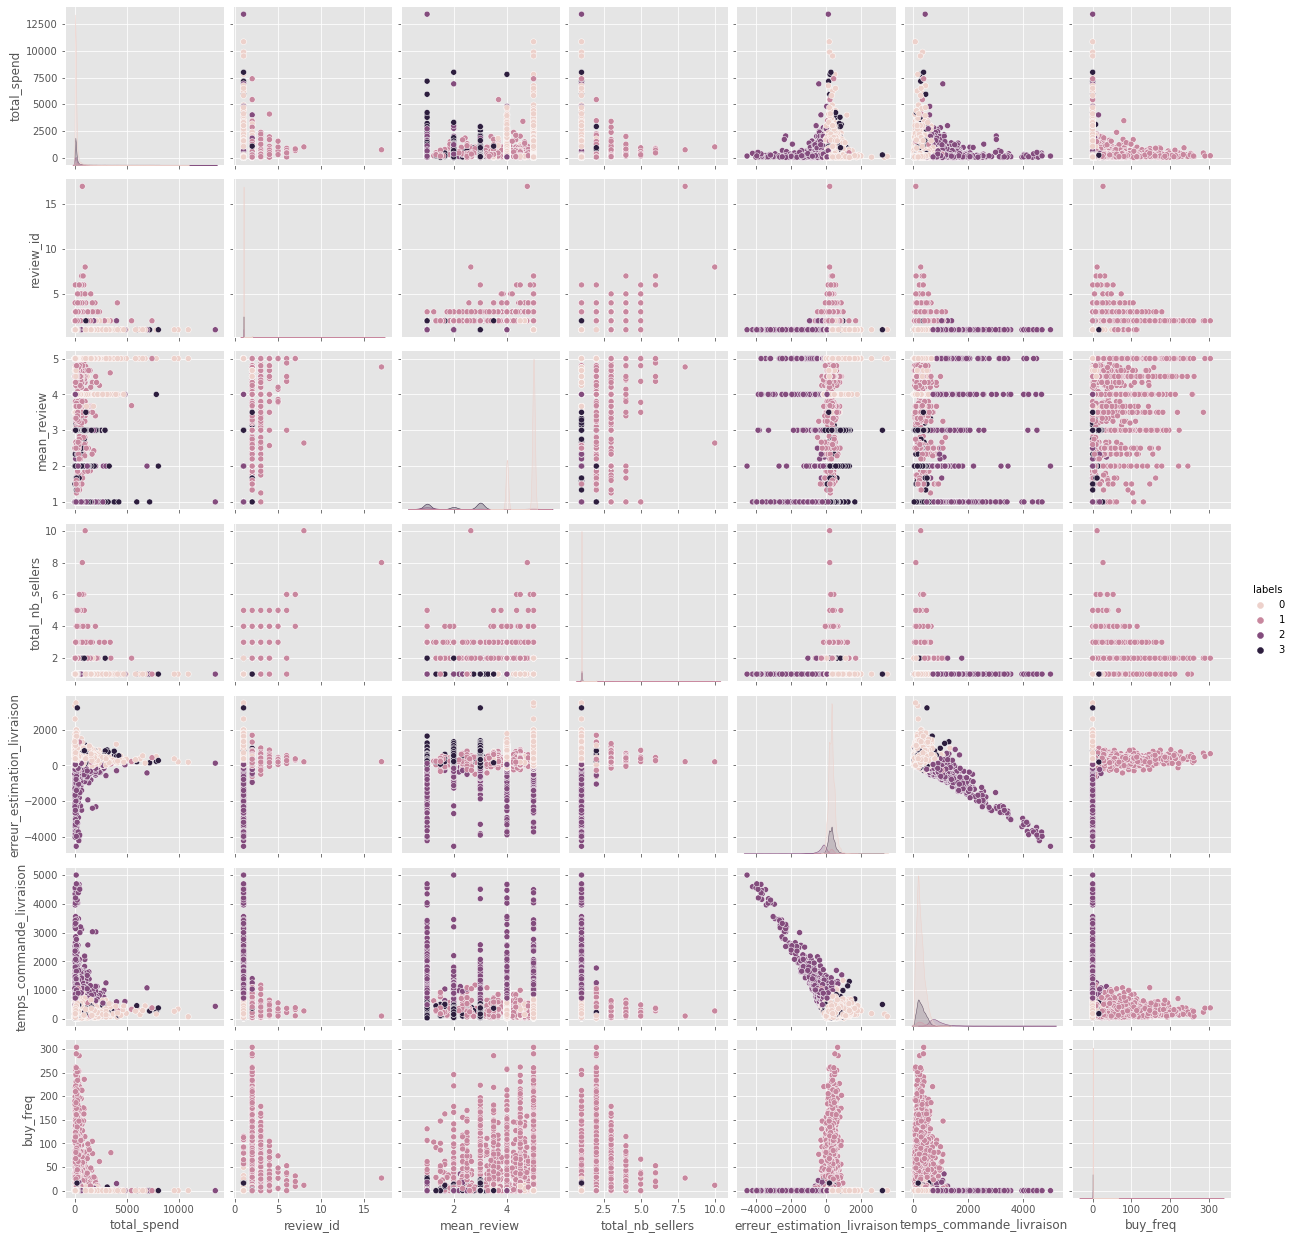 12500
10000
7500
5000
2500
0
total_spend
15
10
5
review_id
5
4
3
2
1
mean_review
10
8
6
4
2
total_nb_sellers
labels
0
1
2
3
2000
0
−2000
−4000
erreur_estimation_livraison
5000
4000
3000
2000
1000
0
temps_commande_livraison
300
250
200
150
100
50
0
buy_freq
0 5000 10000
0 5 10 15
2 4
2.5 5.0 7.5 10.0
−4000 −2000 0 2000
0 2000 4000
0 100 200 300
total_spend review_id mean_review total_nb_sellers erreur_estimation_livraison temps_commande_livraison buy_freq